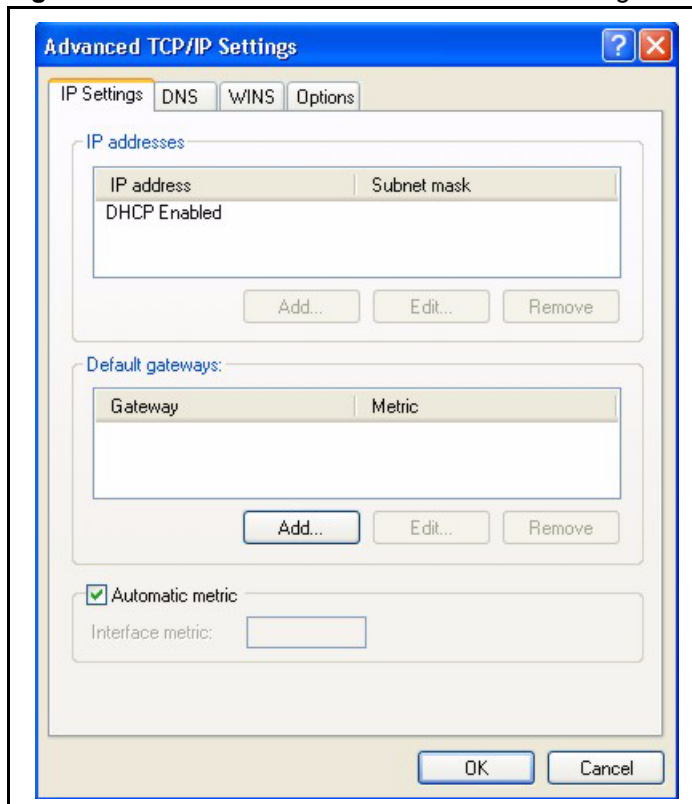 Advanced TCP/IP Settings
IP Settings DNS WINS Options
IP addresses
IP address Subnet mask
DHCP Enabled
Add... Edit... Remove
Default gateways:
Gateway Metric
Add... Edit... Remove
Automatic metric
Interface metric:
OK Cancel